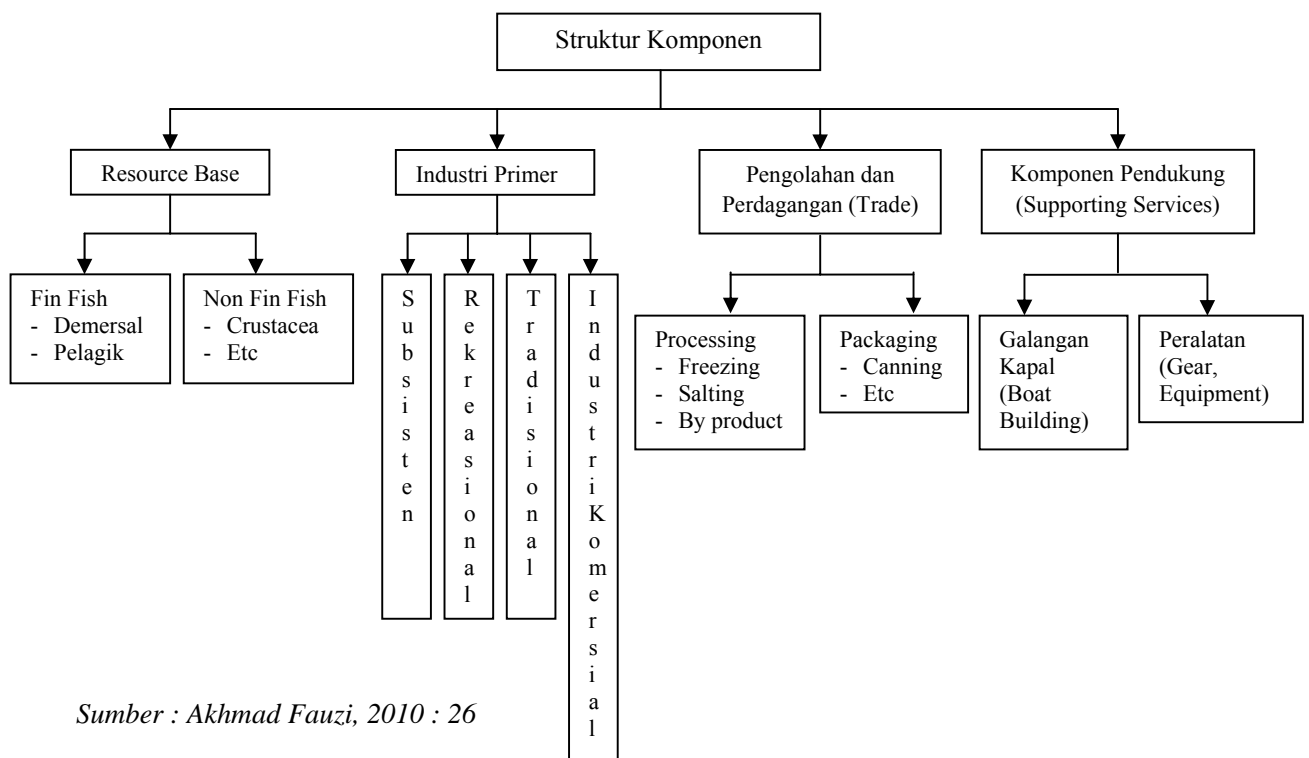 Struktur Komponen
Resource Base
Industri Primer
Pengolahan dan
Perdagangan (Trade)
Komponen Pendukung
(Supporting Services)
Fin Fish
- Demersal
- Pelagik
Non Fin Fish
- Crustacea
- Etc
Subsisten
Rekreasional
Tradisional
IndustriKomersial
Processing
- Freezing
- Salting
- By product
Packaging
- Canning
- Etc
Galangan
Kapal
(Boat
Building)
Peralatan
(Gear,
Equipment)
Sumber : Akhmad Fauzi, 2010 : 26